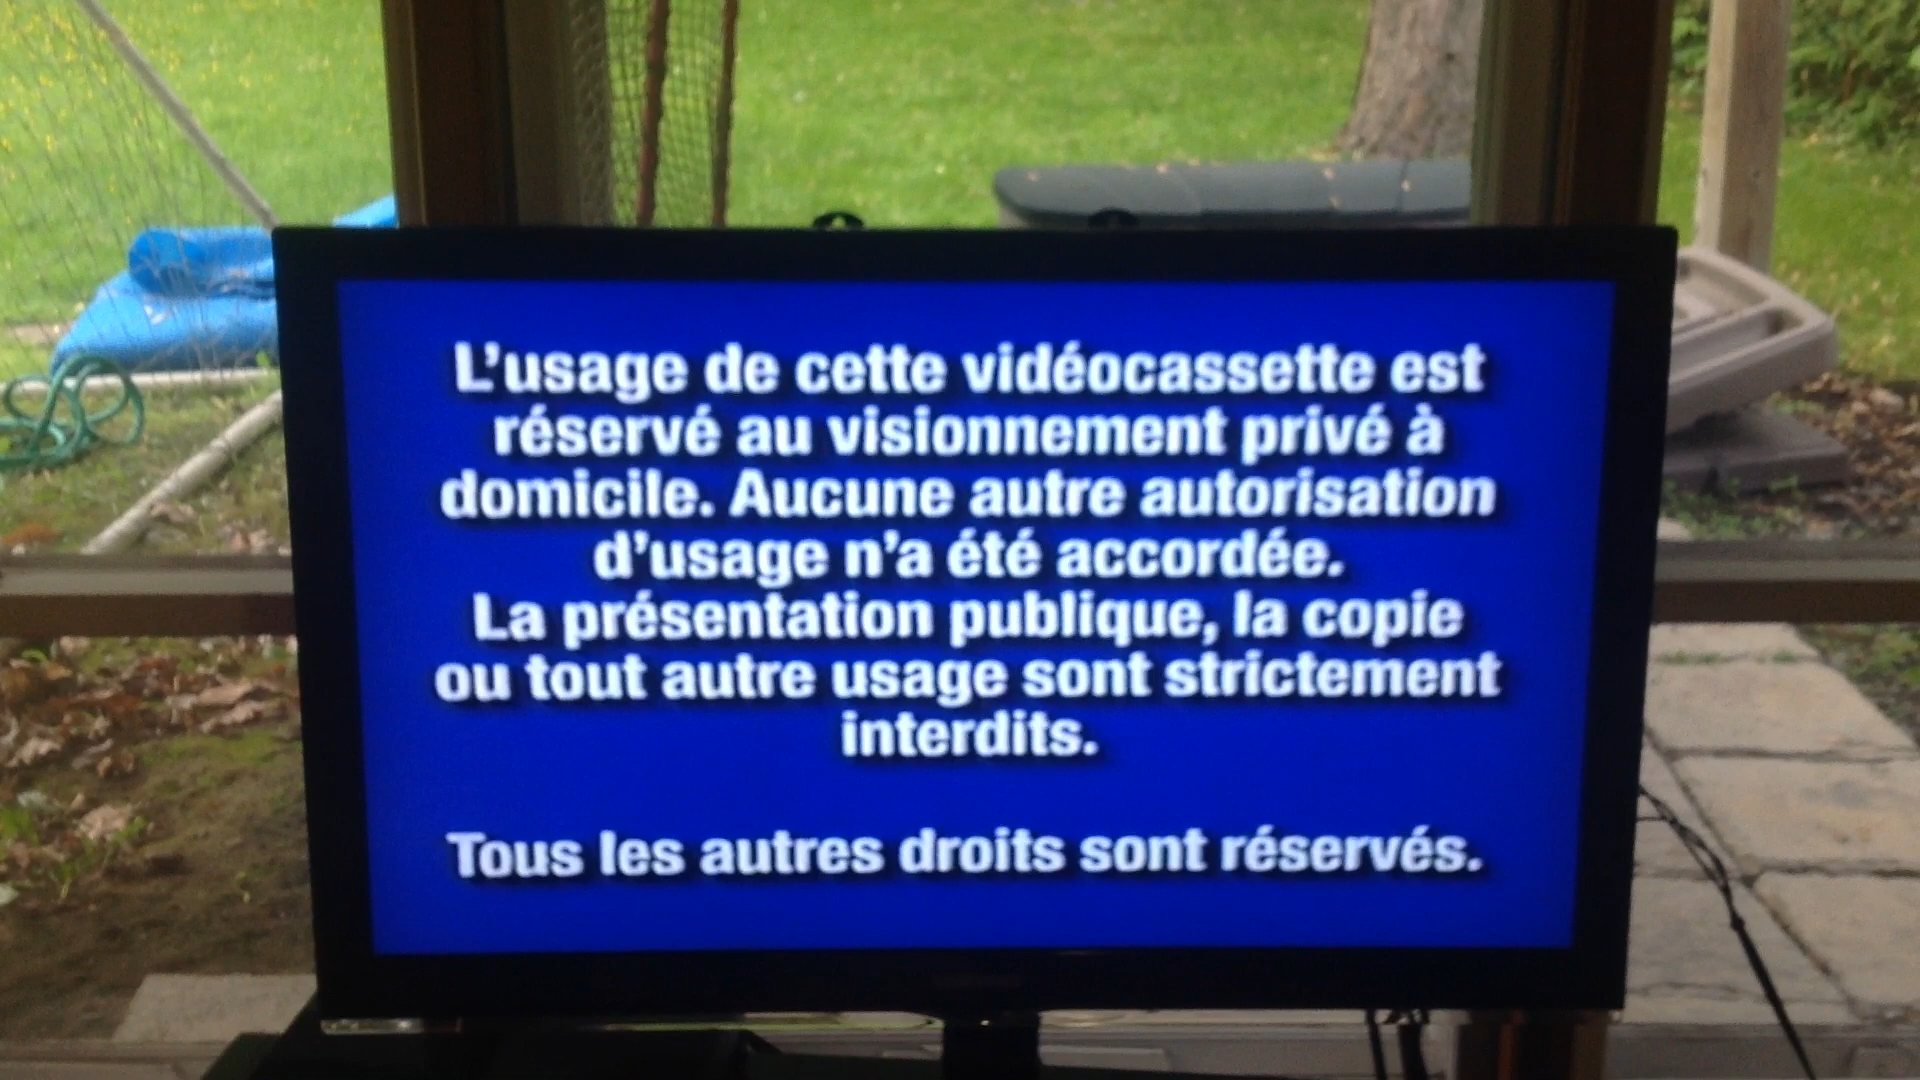 L’usage de cette vidéocassette est
réservé au visionnement privé à
domicile. Aucune autre autorisation
d’usage n’a été accordée.
La présentation publique, la copie
ou tout autre usage sont strictement
interdits.
Tous les autres droits sont réservés.